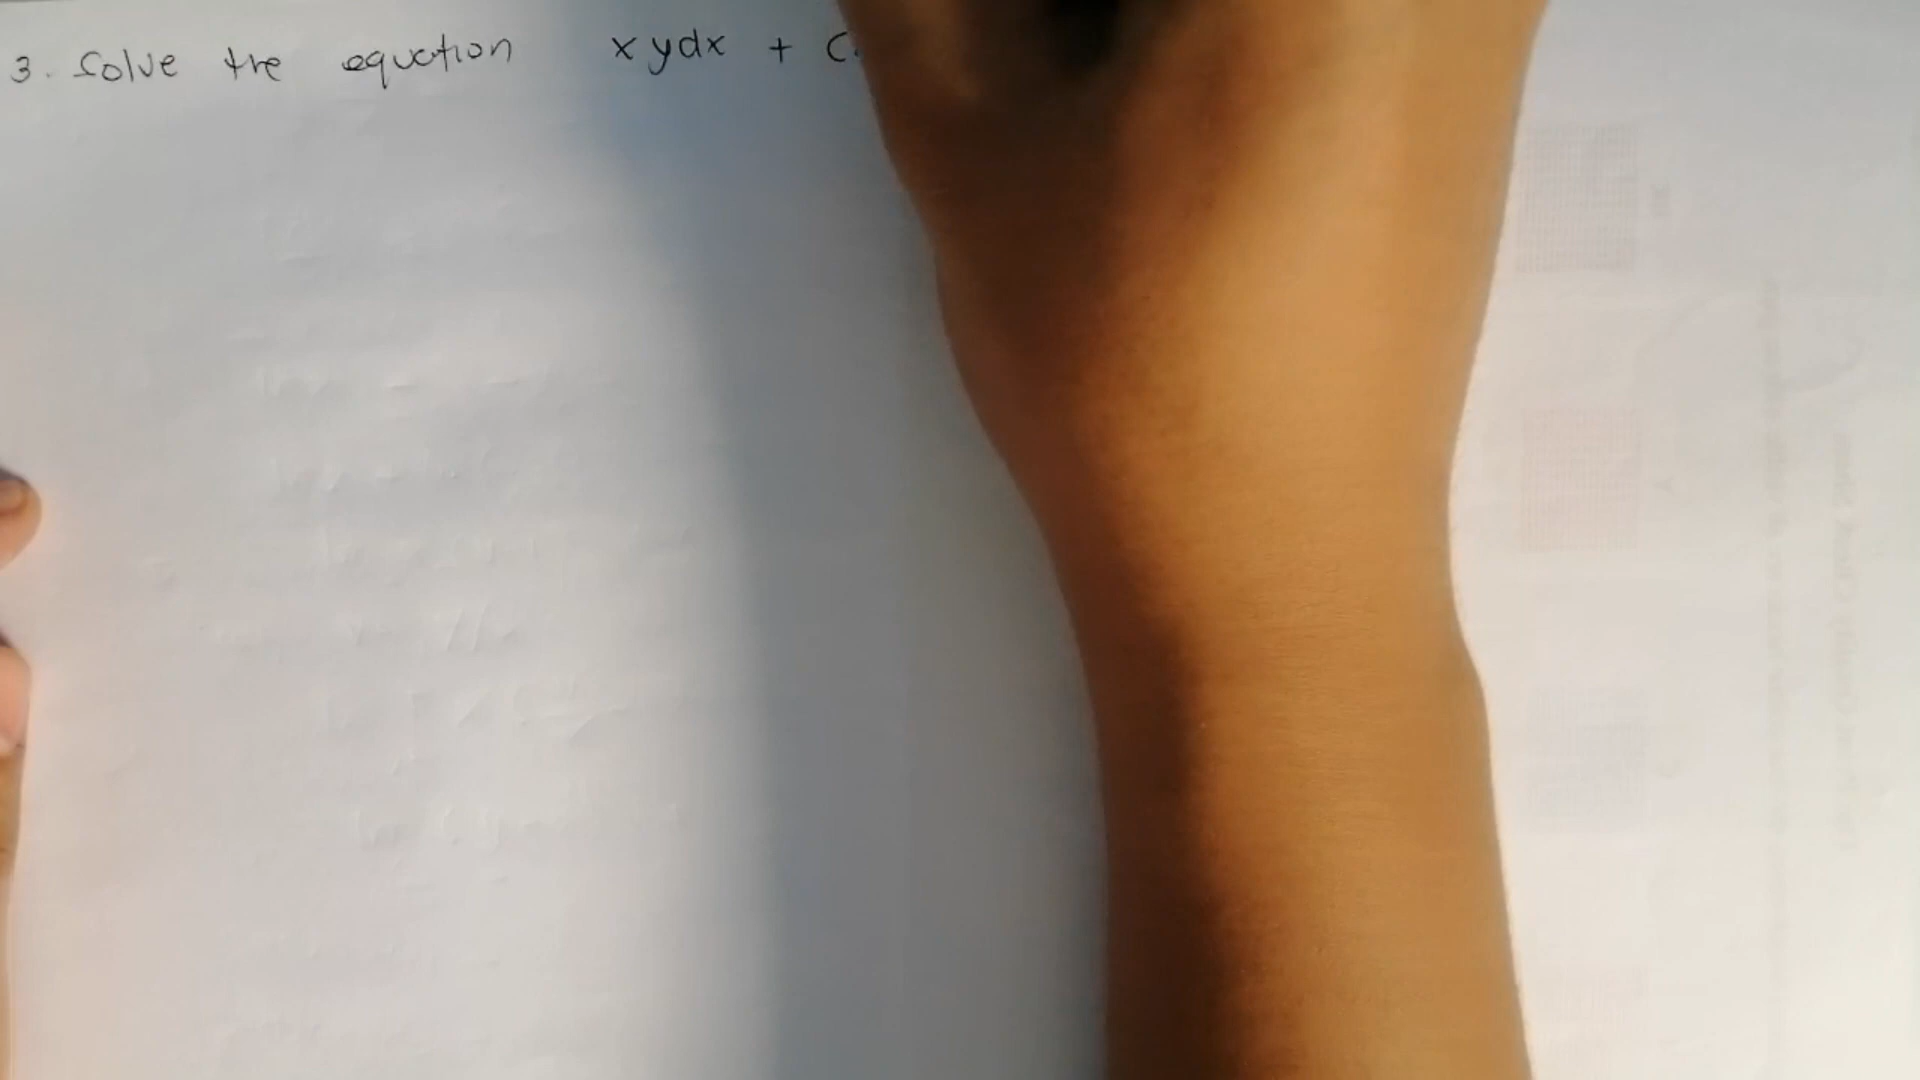 3. Solve the equation xydx + (